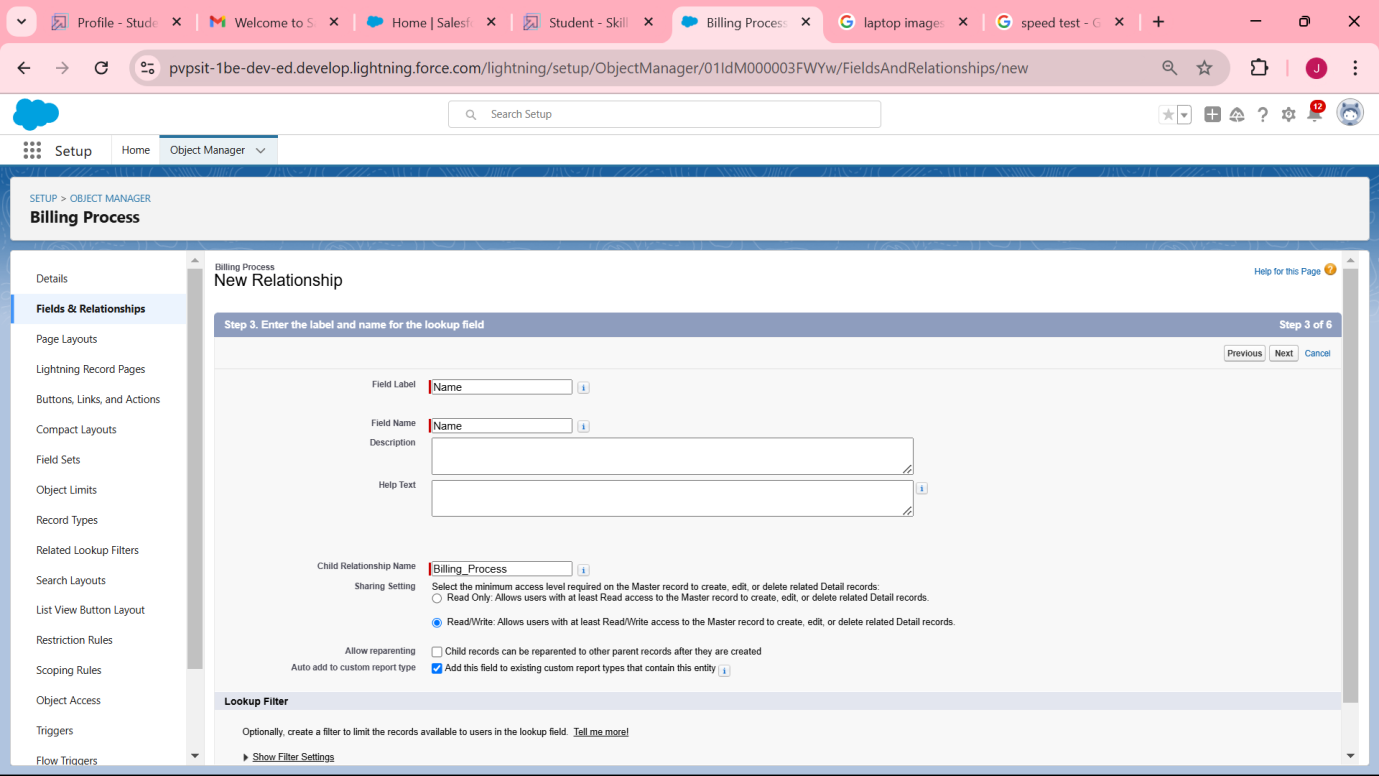 Profile - Stude
Welcome to S
Home | Salesf
Student - Skill
Billing Process
laptop images
speed test - G
pvpsit-1be-dev-ed.develop.lightning.force.com/lightning/setup/ObjectManager/01IdM000003FWYw/FieldsAndRelationships/new
J
Search Setup
12
Setup
Home
Object Manager
SETUP > OBJECT MANAGER
Billing Process
Details
Fields & Relationships
Page Layouts
Lightning Record Pages
Buttons, Links, and Actions
Compact Layouts
Field Sets
Object Limits
Record Types
Related Lookup Filters
Search Layouts
List View Button Layout
Restriction Rules
Scoping Rules
Object Access
Triggers
Flow Triggers
Billing Process
New Relationship
Help for this Page ?
Step 3. Enter the label and name for the lookup field
Step 3 of 6
Previous Next Cancel
Field Label Name i
Field Name Name i
Description
Help Text i
Child Relationship Name Billing_Process i
Sharing Setting Select the minimum access level required on the Master record to create, edit, or delete related Detail records:
Read Only: Allows users with at least Read access to the Master record to create, edit, or delete related Detail records.
Read/Write: Allows users with at least Read/Write access to the Master record to create, edit, or delete related Detail records.
Allow reparenting Child records can be reparented to other parent records after they are created
Auto add to custom report type Add this field to existing custom report types that contain this entity i
Lookup Filter
Optionally, create a filter to limit the records available to users in the lookup field. Tell me more!
Show Filter Settings